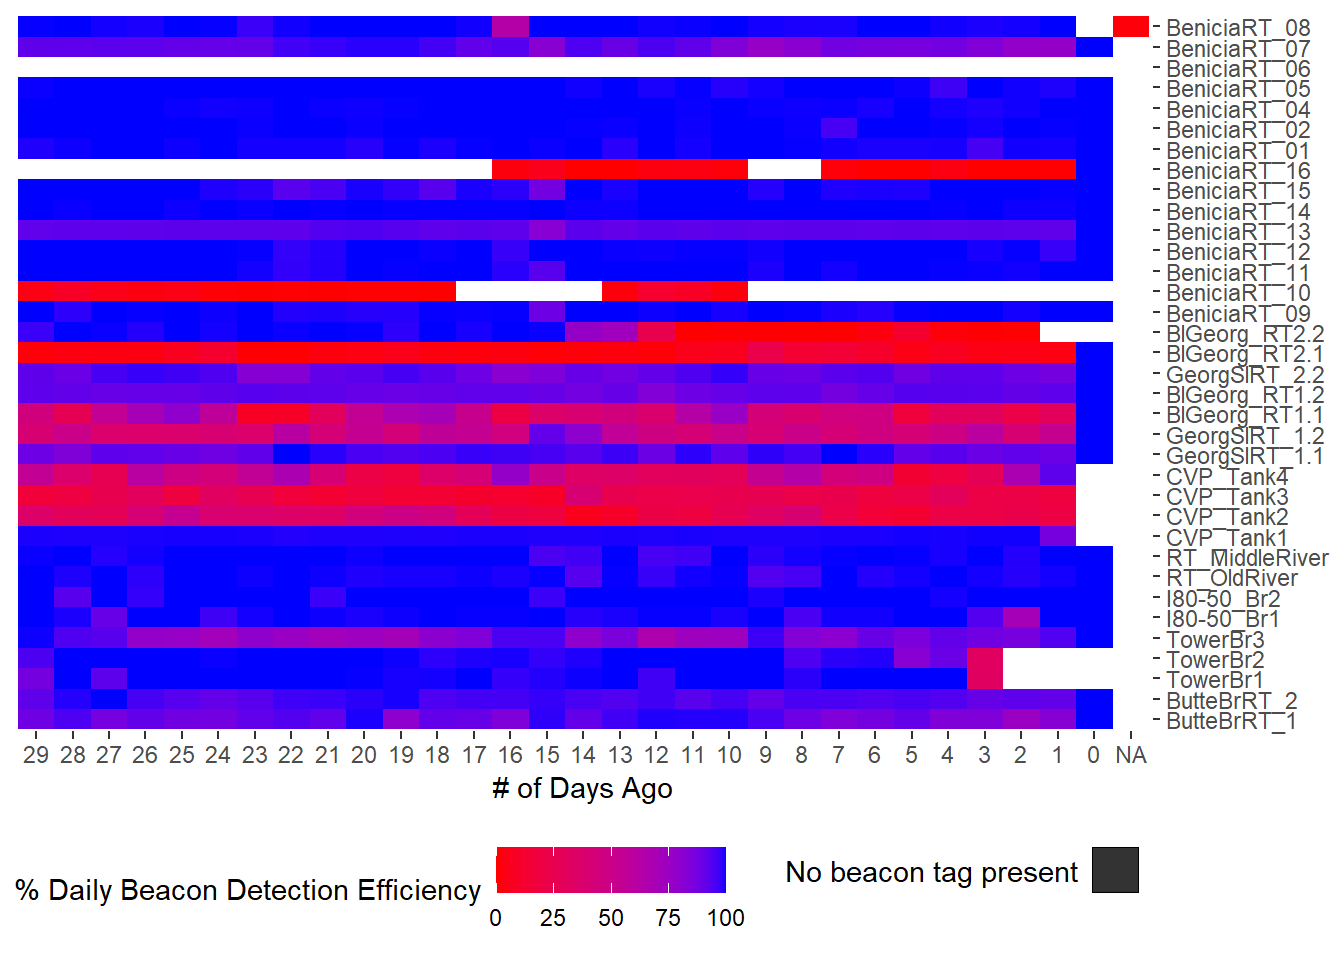 BeniciaRT_08
BeniciaRT_07
BeniciaRT_06
BeniciaRT_05
BeniciaRT_04
BeniciaRT_02
BeniciaRT_01
BeniciaRT_16
BeniciaRT_15
BeniciaRT_14
BeniciaRT_13
BeniciaRT_12
BeniciaRT_11
BeniciaRT_10
BeniciaRT_09
BlGeorg_RT2.2
BlGeorg_RT2.1
GeorgSlRT_2.2
BlGeorg_RT1.2
BlGeorg_RT1.1
GeorgSlRT_1.2
GeorgSlRT_1.1
CVP_Tank4
CVP_Tank3
CVP_Tank2
CVP_Tank1
RT_MiddleRiver
RT_OldRiver
I80-50_Br2
I80-50_Br1
TowerBr3
TowerBr2
TowerBr1
ButteBrRT_2
ButteBrRT_1
29 28 27 26 25 24 23 22 21 20 19 18 17 16 15 14 13 12 11 10 9 8 7 6 5 4 3 2 1 0 NA
# of Days Ago
% Daily Beacon Detection Efficiency
0 25 50 75 100
No beacon tag present